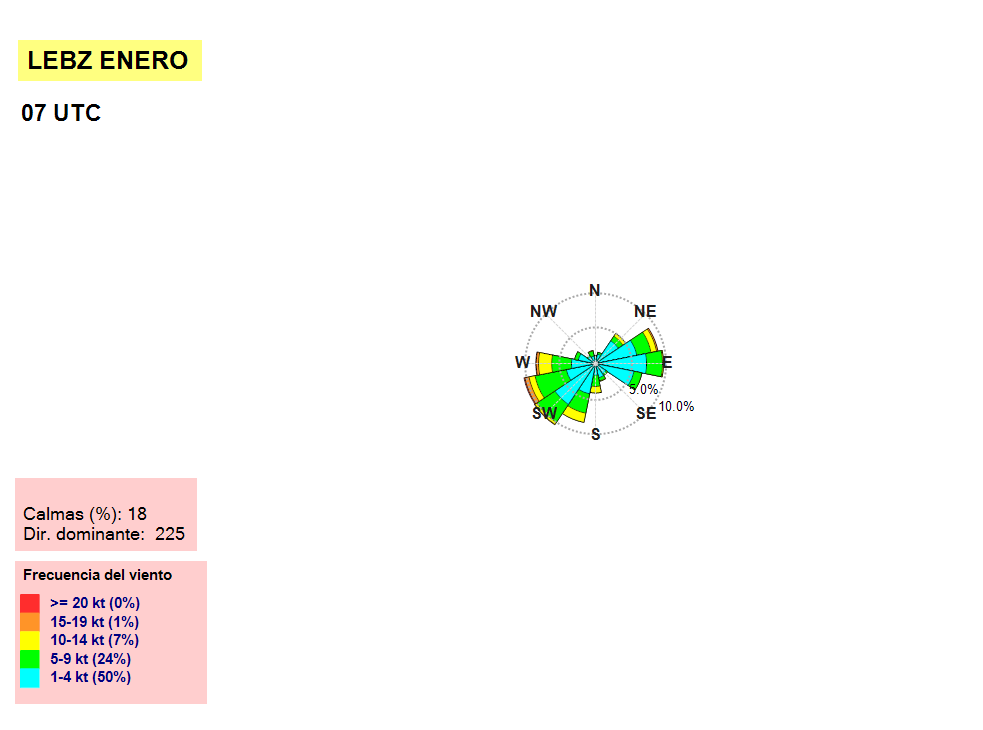 LEBZ ENERO
07 UTC
N
NW
NE
W
E
5.0%
10.0%
SW
SE
S
Calmas (%): 18
Dir. dominante: 225
Frecuencia del viento
>= 20 kt (0%)
15-19 kt (1%)
10-14 kt (7%)
5-9 kt (24%)
1-4 kt (50%)